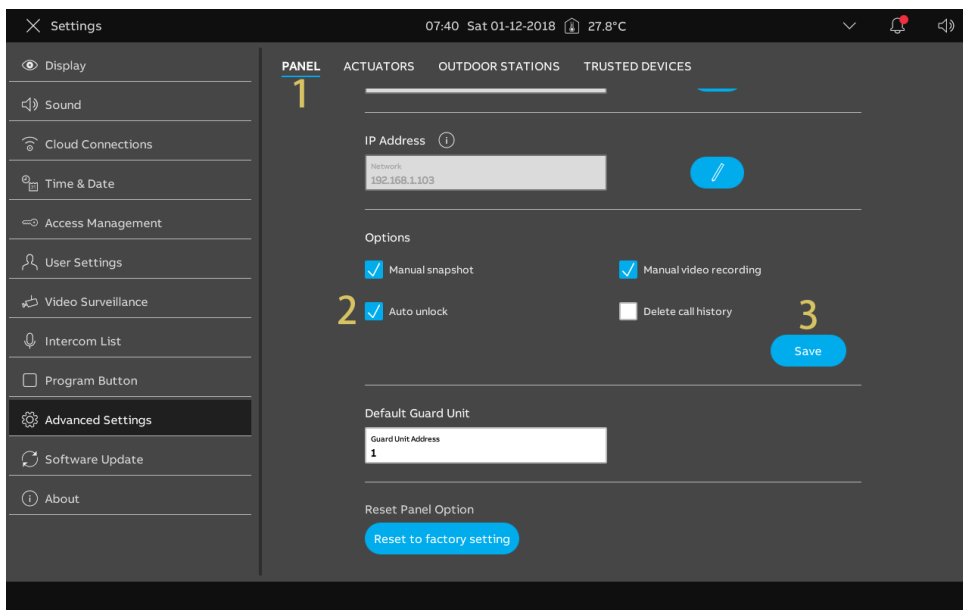 Settings
07:40 Sat 01-12-2018 27.8°C
Display
Sound
Cloud Connections
Time & Date
Access Management
User Settings
Video Surveillance
Intercom List
Program Button
Advanced Settings
Software Update
About
PANEL ACTUATORS OUTDOOR STATIONS TRUSTED DEVICES
1
IP Address
Network
192.168.1.103
Options
Manual snapshot Manual video recording
2 Auto unlock Delete call history 3
Save
Default Guard Unit
Guard Unit Address
1
Reset Panel Option
Reset to factory setting